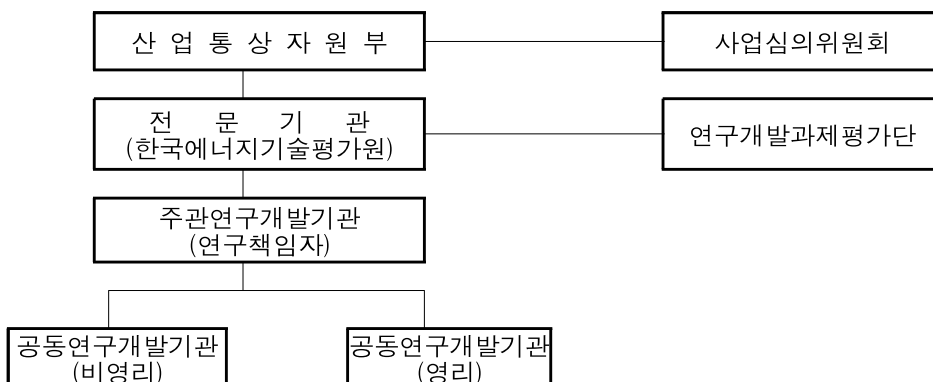 산 업 통 상 자 원 부
사업심의위원회
전 문 기 관
(한국에너지기술평가원)
연구개발과제평가단
주관연구개발기관
(연구책임자)
공동연구개발기관
(비영리)
공동연구개발기관
(영리)